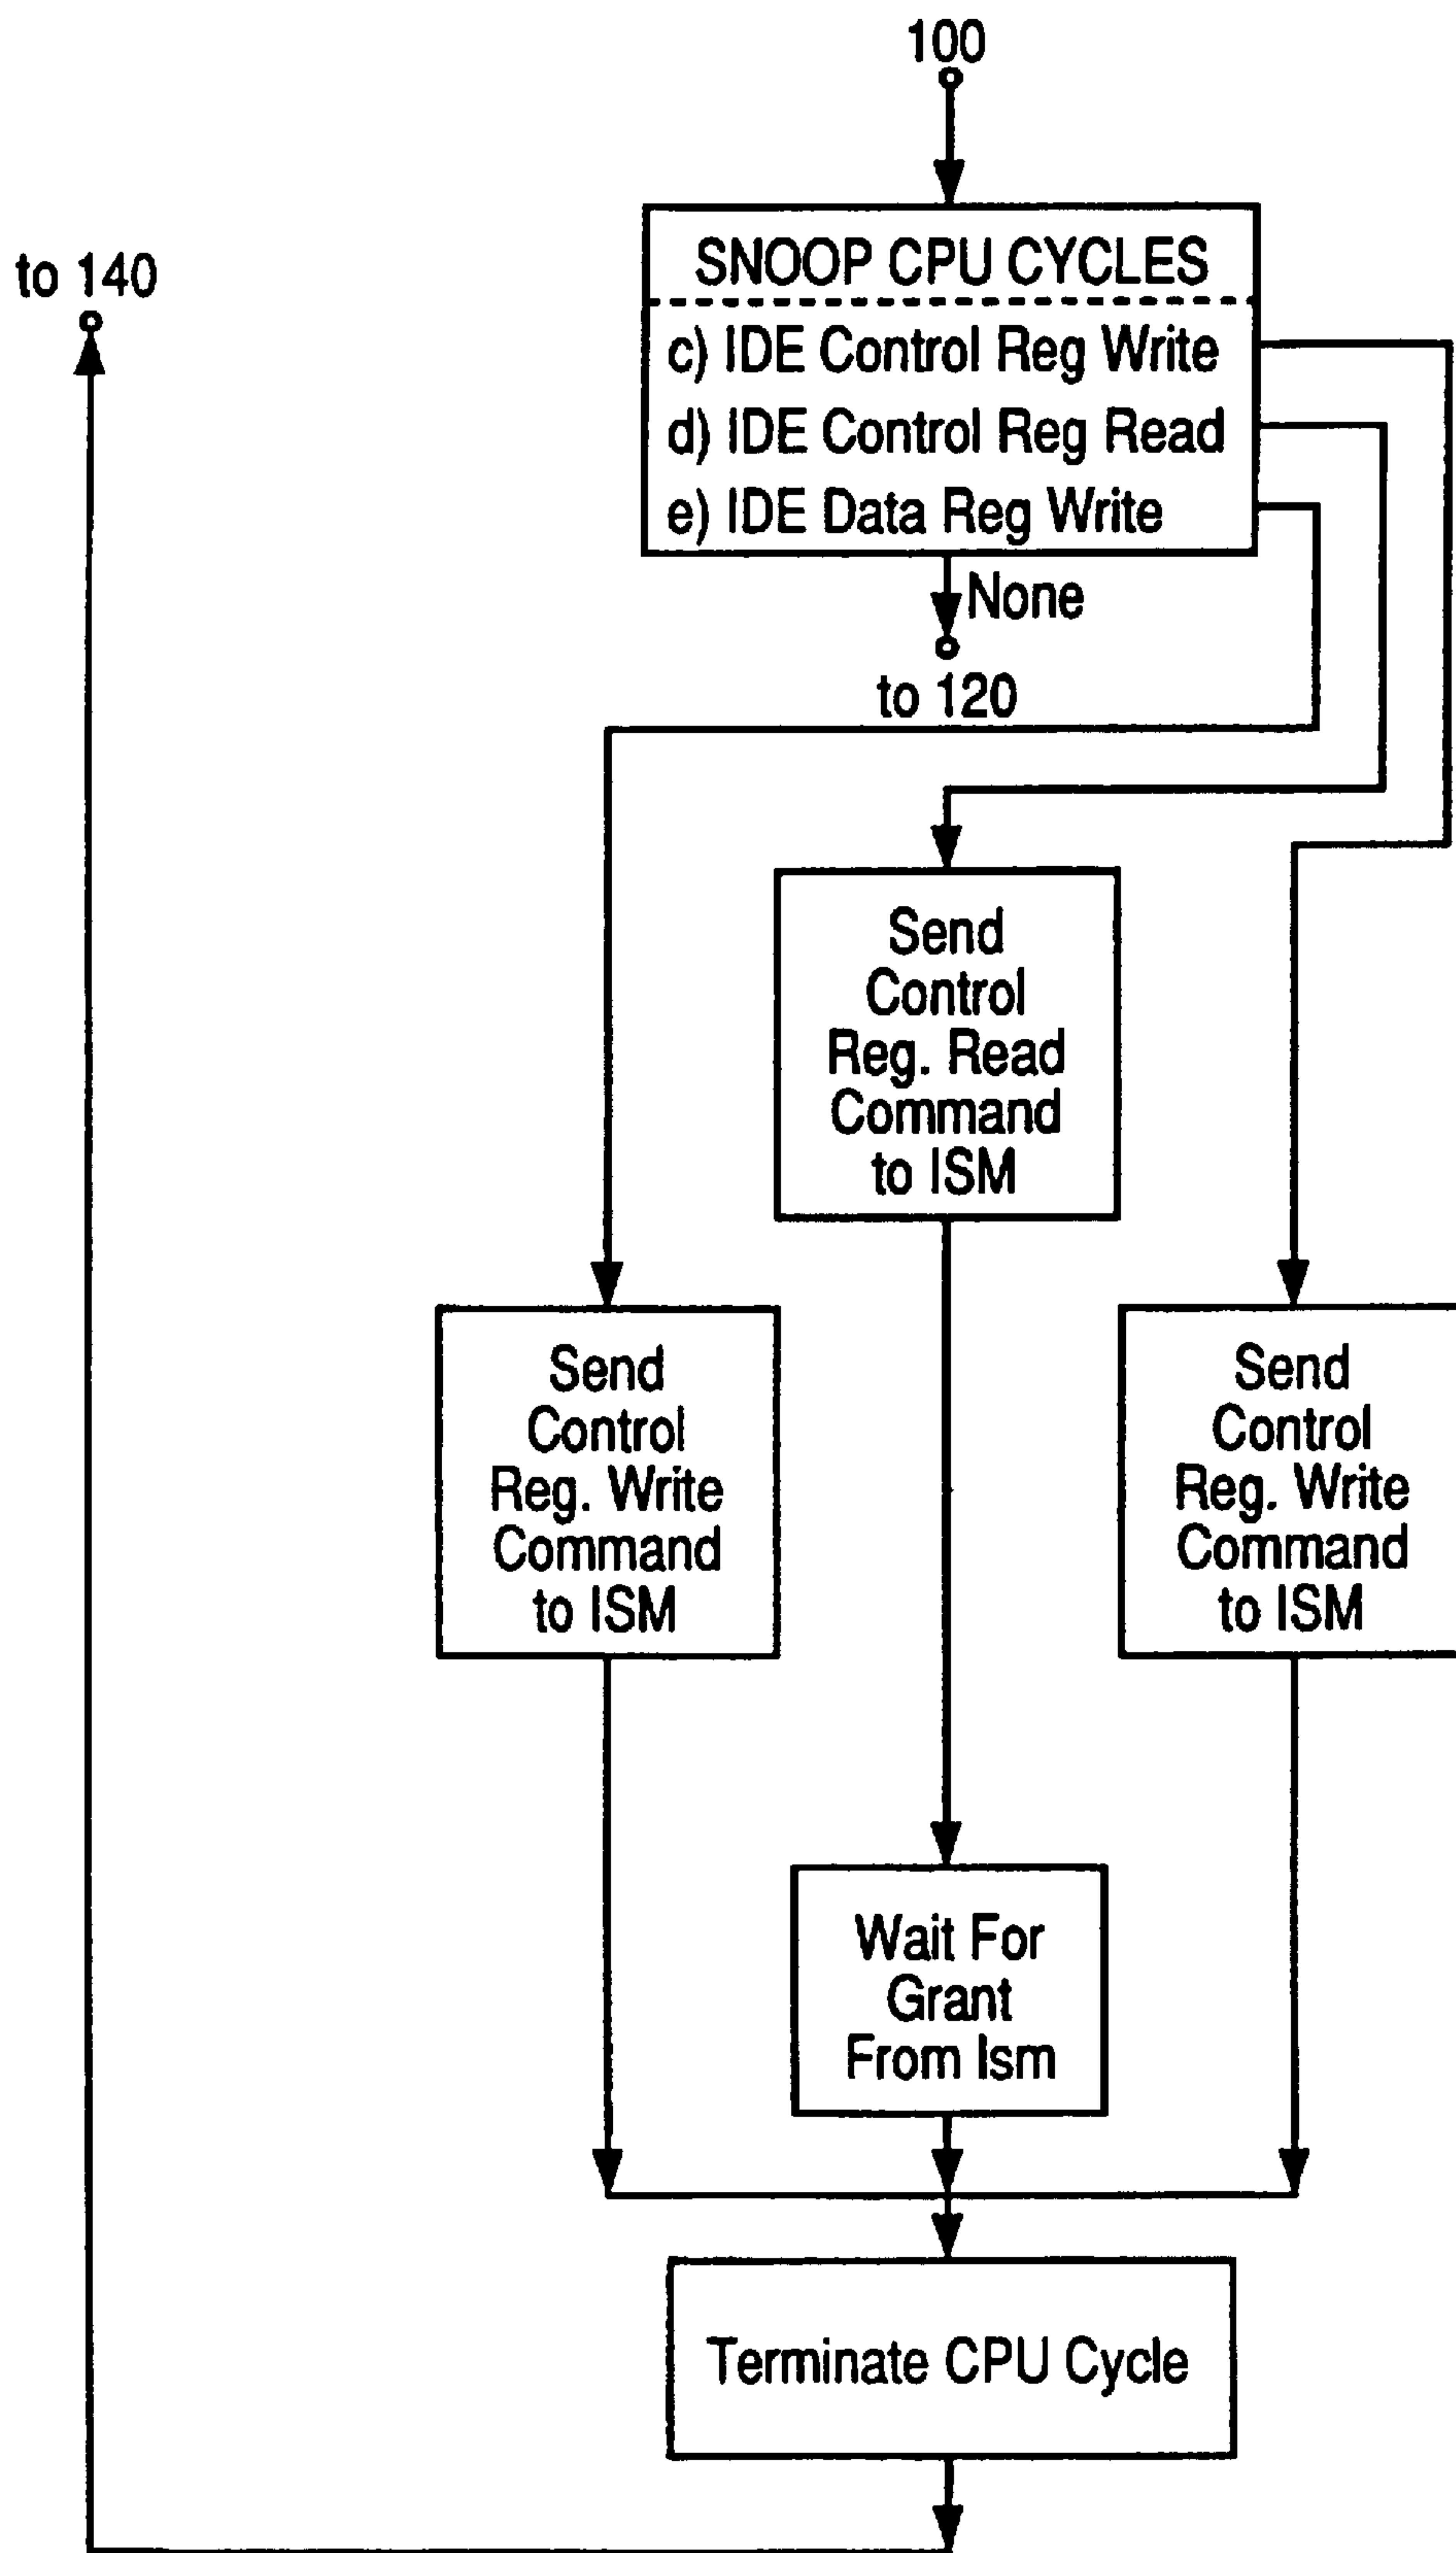 100
to 140
SNOOP CPU CYCLES
c) IDE Control Reg Write
d) IDE Control Reg Read
e) IDE Data Reg Write
None
to 120
Send
Control
Reg. Read
Command
to ISM
Send
Control
Reg. Write
Command
to ISM
Send
Control
Reg. Write
Command
to ISM
Wait For
Grant
From Ism
Terminate CPU Cycle